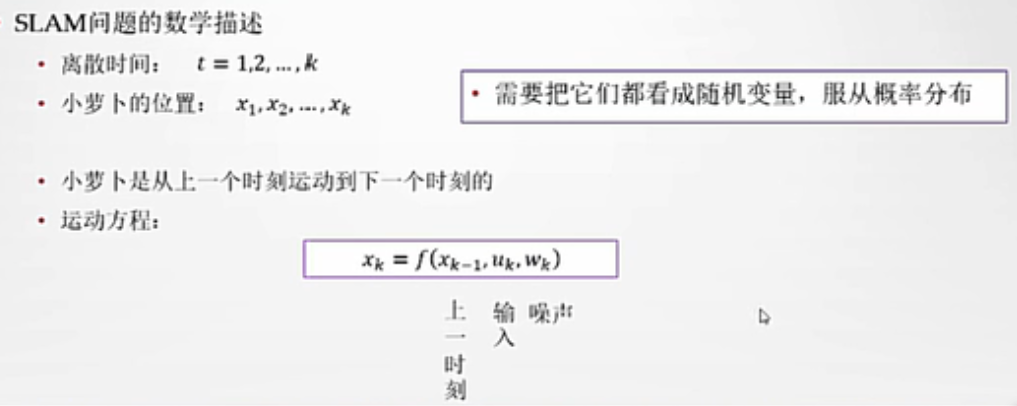 SLAM问题的数学描述
• 离散时间: t = 1,2, ..., k
• 小萝卜的位置: x₁, x₂, ..., xₖ
• 需要把它们都看成随机变量，服从概率分布
• 小萝卜是从上一个时刻运动到下一个时刻的
• 运动方程:
xₖ = f(xₖ₋₁, uₖ, wₖ)
上一时刻
输入
噪声